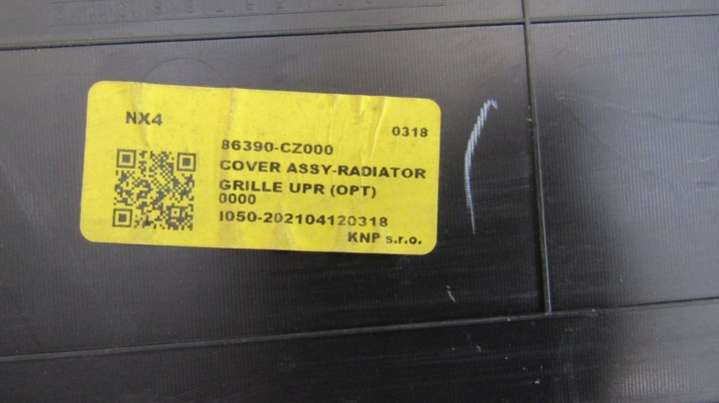 NX4
0318
86390-CZ000
COVER ASSY-RADIATOR
GRILLE UPR (OPT)
0000
I050-202104120318
KNP s.r.o.